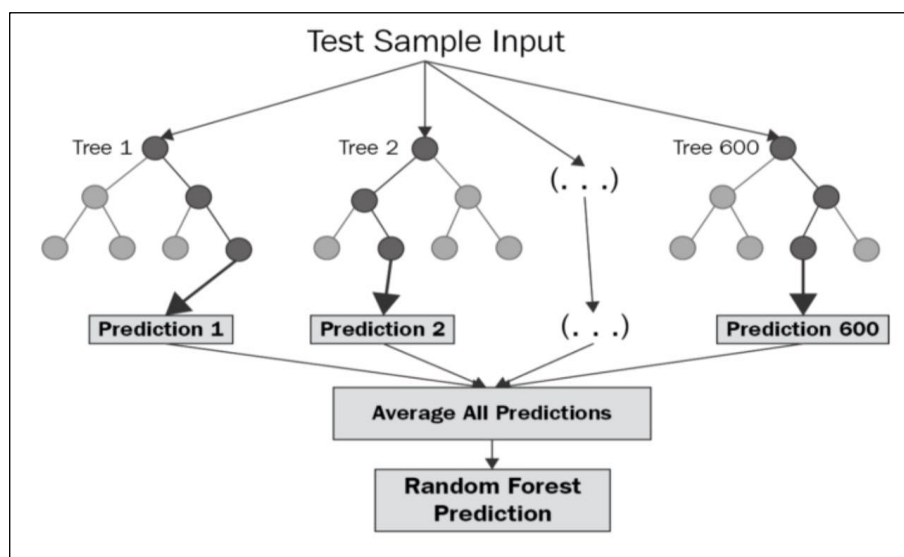 Test Sample Input
Tree 1
Tree 2
(. . .)
Tree 600
Prediction 1
Prediction 2
(. . .)
Prediction 600
Average All Predictions
Random Forest
Prediction